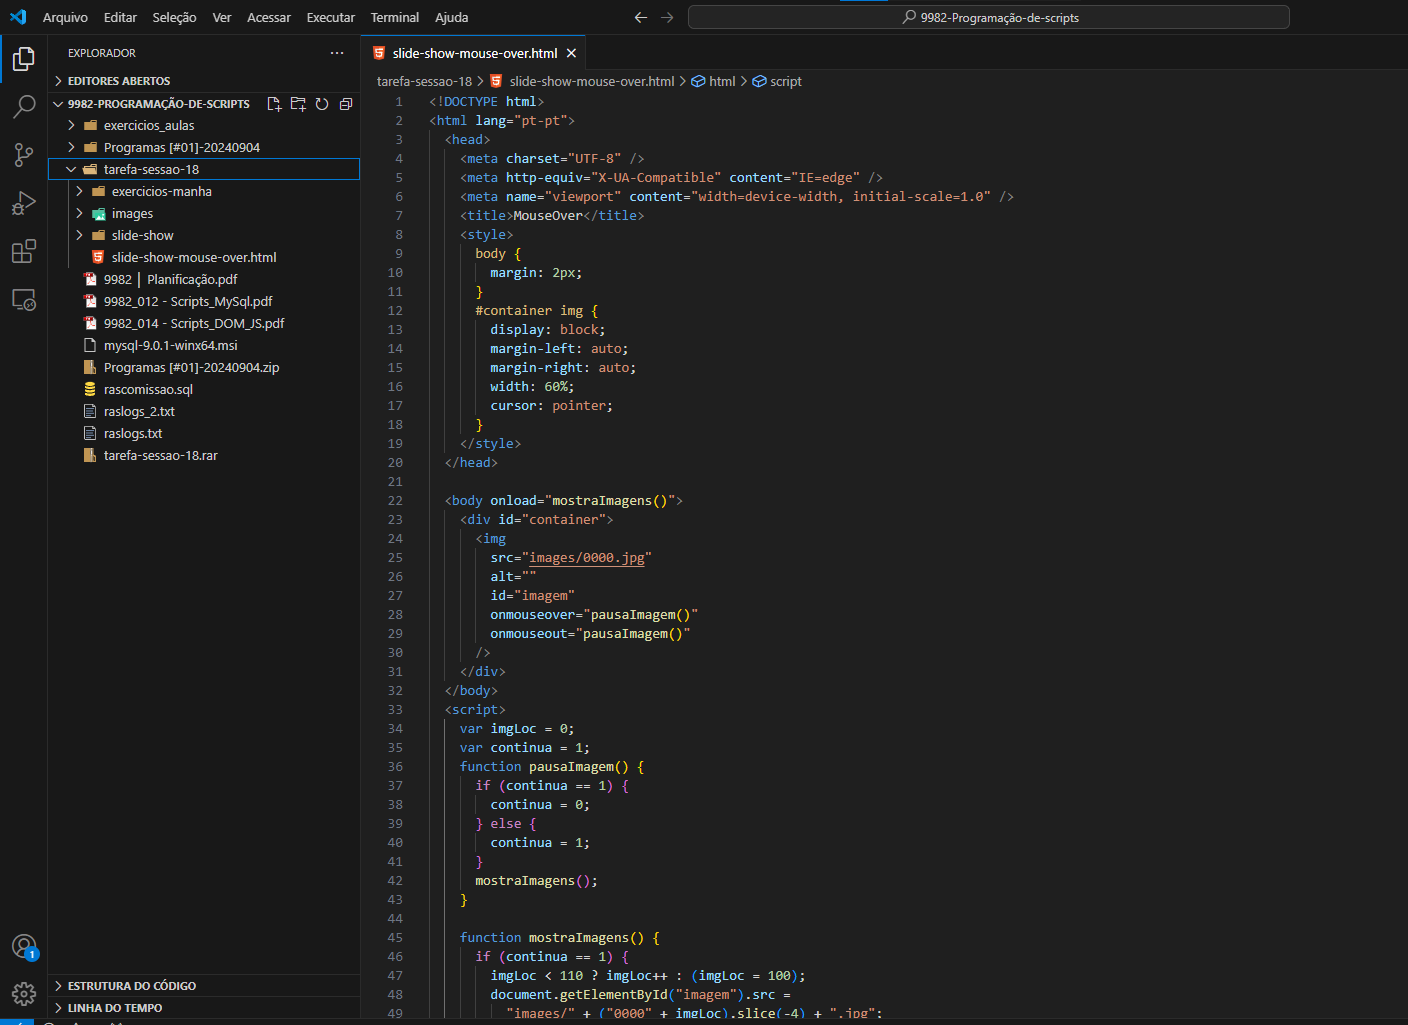 Arquivo Editar Seleção Ver Acessar Executar Terminal Ajuda
9982-Programação-de-scripts
EXPLORADOR
EDITORES ABERTOS
9982-PROGRAMAÇÃO-DE-SCRIPTS
exercicios_aulas
Programas [#01]-20240904
tarefa-sessao-18
exercicios-manha
images
slide-show
slide-show-mouse-over.html
9982 | Planificação.pdf
9982_012 - Scripts_MySql.pdf
9982_014 - Scripts_DOM_JS.pdf
mysql-9.0.1-winx64.msi
Programas [#01]-20240904.zip
rascomissao.sql
raslogs_2.txt
raslogs.txt
tarefa-sessao-18.rar
1
ESTRUTURA DO CÓDIGO
LINHA DO TEMPO
slide-show-mouse-over.html
tarefa-sessao-18 > slide-show-mouse-over.html > html > script
1 <!DOCTYPE html>
2 <html lang="pt-pt">
3 <head>
4 <meta charset="UTF-8" />
5 <meta http-equiv="X-UA-Compatible" content="IE=edge" />
6 <meta name="viewport" content="width=device-width, initial-scale=1.0" />
7 <title>MouseOver</title>
8 <style>
9 body {
10 margin: 2px;
11 }
12 #container img {
13 display: block;
14 margin-left: auto;
15 margin-right: auto;
16 width: 60%;
17 cursor: pointer;
18 }
19 </style>
20 </head>
21
22 <body onload="mostraImagens()">
23 <div id="container">
24 <img
25 src="images/0000.jpg"
26 alt=""
27 id="imagem"
28 onmouseover="pausaImagem()"
29 onmouseout="pausaImagem()"
30 />
31 </div>
32 </body>
33 <script>
34 var imgLoc = 0;
35 var continua = 1;
36 function pausaImagem() {
37 if (continua == 1) {
38 continua = 0;
39 } else {
40 continua = 1;
41 }
42 mostraImagens();
43 }
44
45 function mostraImagens() {
46 if (continua == 1) {
47 imgLoc < 110 ? imgLoc++ : (imgLoc = 100);
48 document.getElementById("imagem").src =
49 "images/" + ("0000" + imgLoc).slice(-4) + ".jpg";